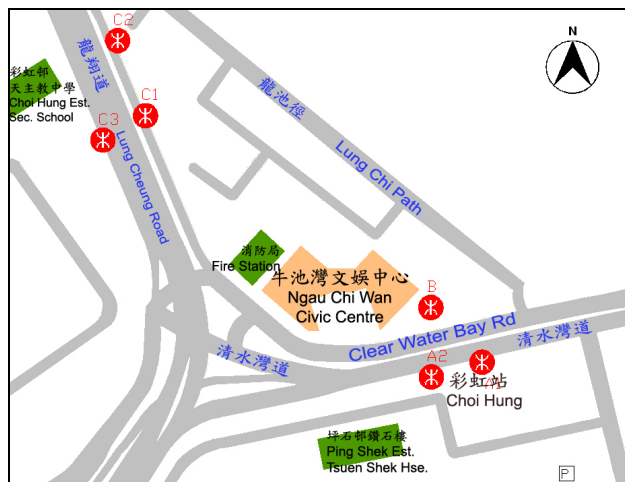 C2
N
龍翔道
彩虹邨
天主教中學
Choi Hung Est.
Sec. School
C1
C3
Lung Cheung Road
龍池徑
Lung Chi Path
消防局
Fire Station
牛池灣文娛中心
Ngau Chi Wan
Civic Centre
B
Clear Water Bay Rd
清水灣道
清水灣道
A2
A1
彩虹站
Choi Hung
坪石邨鑽石樓
Ping Shek Est.
Tsuen Shek Hse.
P